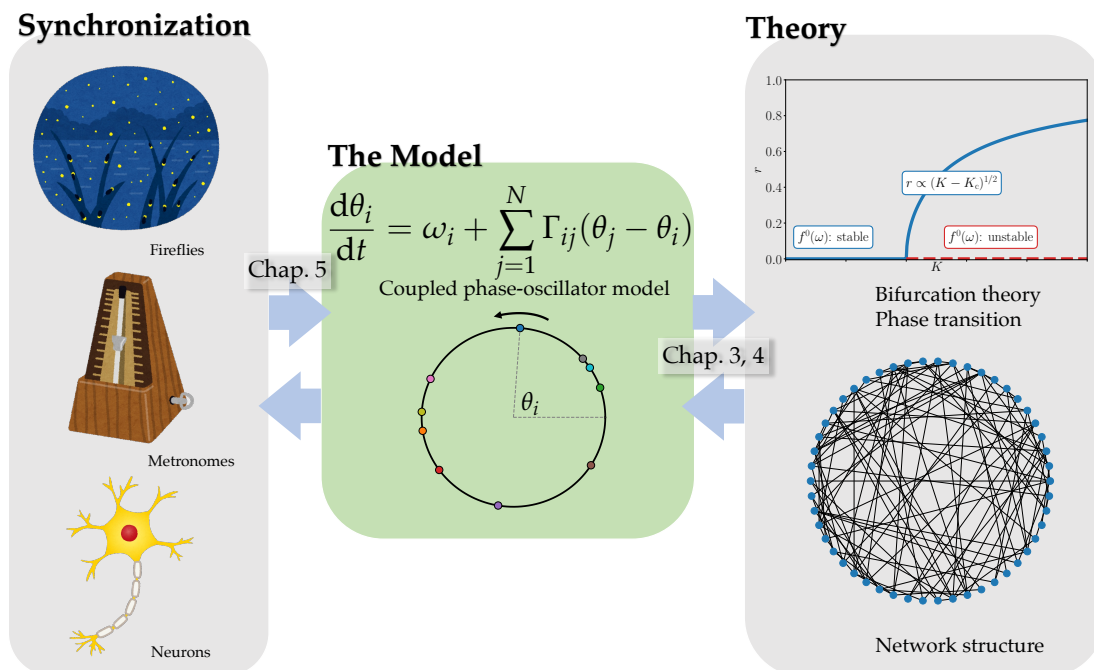 Synchronization
Fireflies
Metronomes
Neurons
Chap. 5
The Model
dθ_i/dt = ω_i + ∑_{j=1}^{N} Γ_{ij}(θ_j − θ_i)
Coupled phase-oscillator model
θ_i
Chap. 3, 4
Theory
1.0
0.8
0.6
0.4
0.2
0.0
r
r ∝ (K − K_c)^{1/2}
f^0(ω): stable
f^0(ω): unstable
K
Bifurcation theory
Phase transition
Network structure